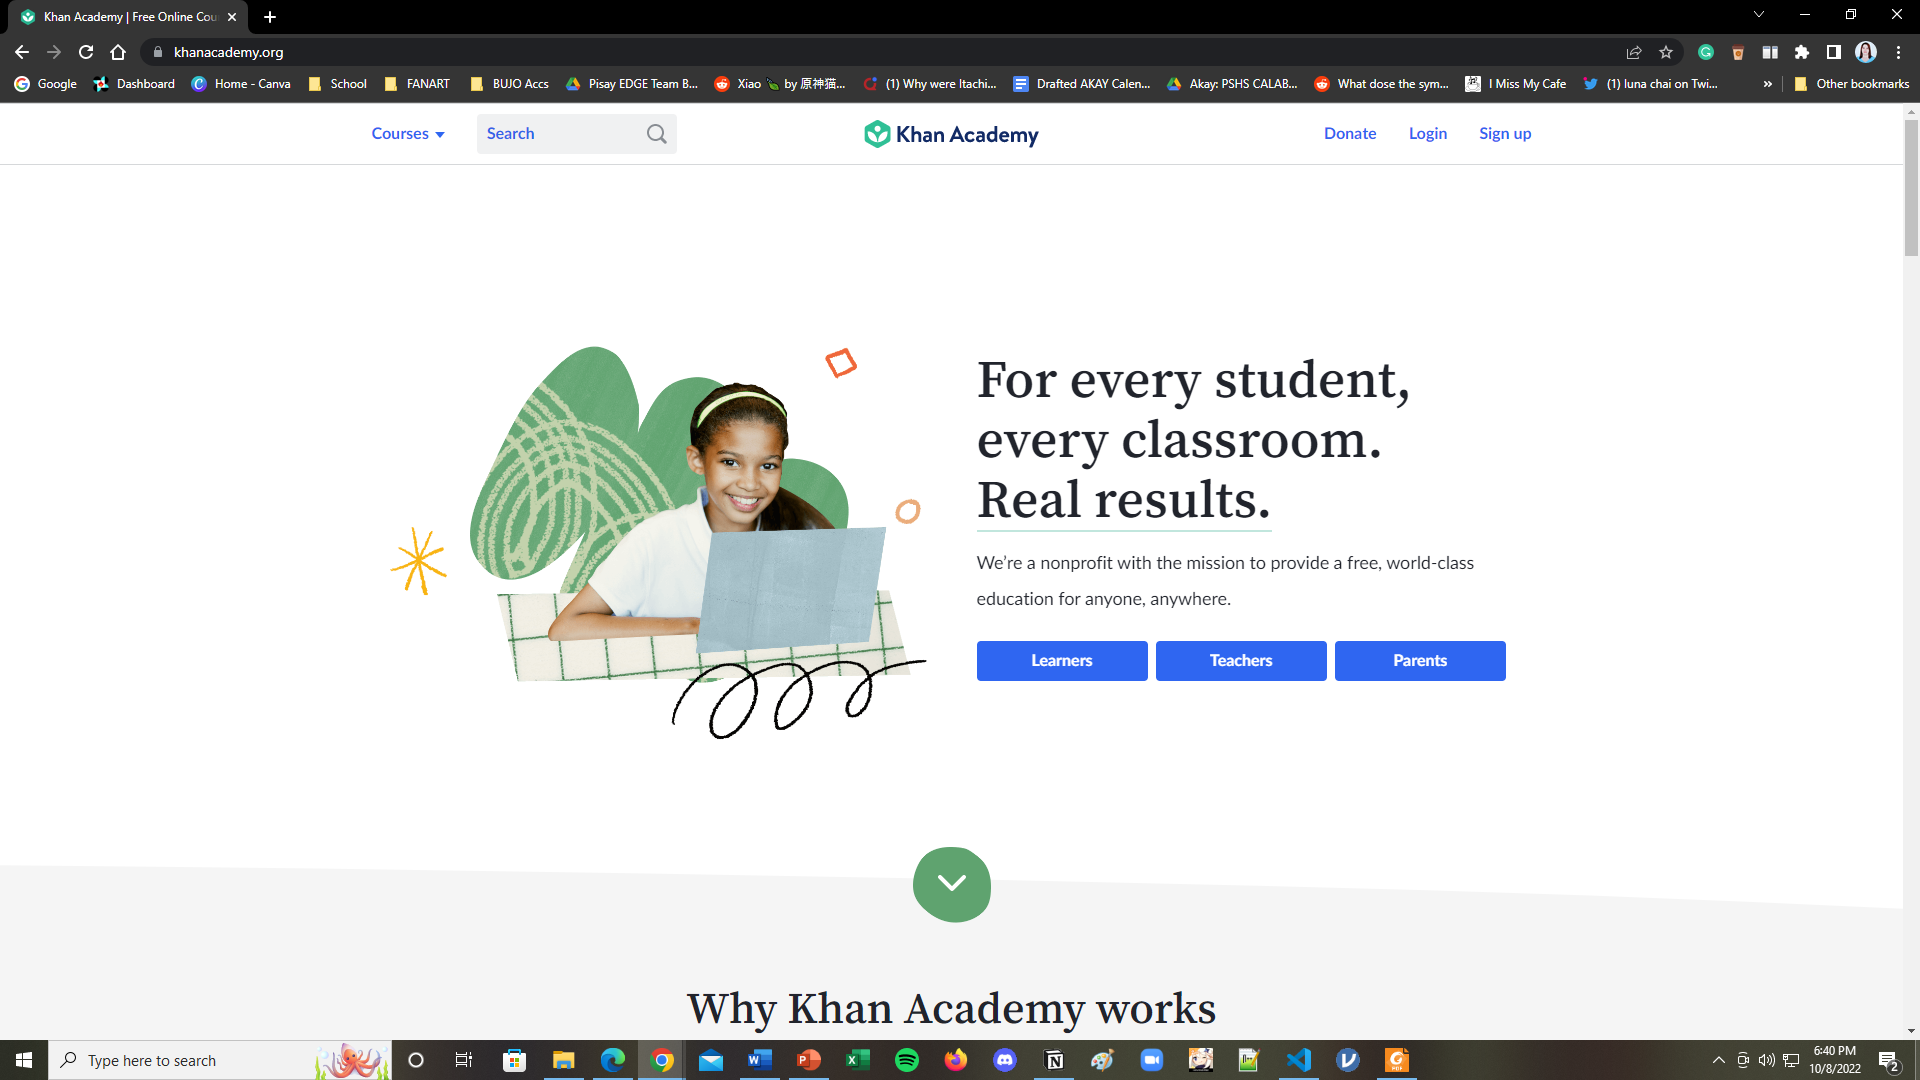 Khan Academy | Free Online Cou
khanacademy.org
Google
Dashboard
Home - Canva
School
FANART
BUJO Accs
Pisay EDGE Team B...
Xiao 🍃 by 原神猫...
(1) Why were Itachi...
Drafted AKAY Calen...
Akay: PSHS CALAB...
What dose the sym...
I Miss My Cafe
(1) luna chai on Twi...
»
Other bookmarks
Courses
Search
Khan Academy
Donate
Login
Sign up
For every student,
every classroom.
Real results.
We’re a nonprofit with the mission to provide a free, world-class
education for anyone, anywhere.
Learners
Teachers
Parents
Why Khan Academy works
Type here to search
6:40 PM
10/8/2022
2